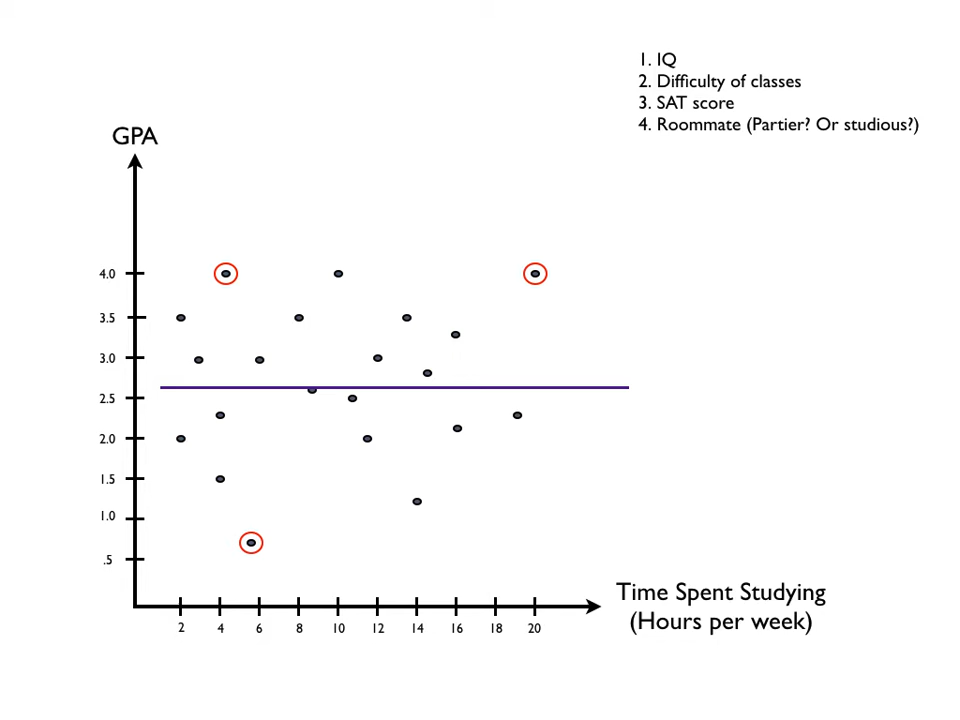 1. IQ
2. Difficulty of classes
3. SAT score
4. Roommate (Partier? Or studious?)
GPA
4.0
3.5
3.0
2.5
2.0
1.5
1.0
.5
2 4 6 8 10 12 14 16 18 20
Time Spent Studying
(Hours per week)